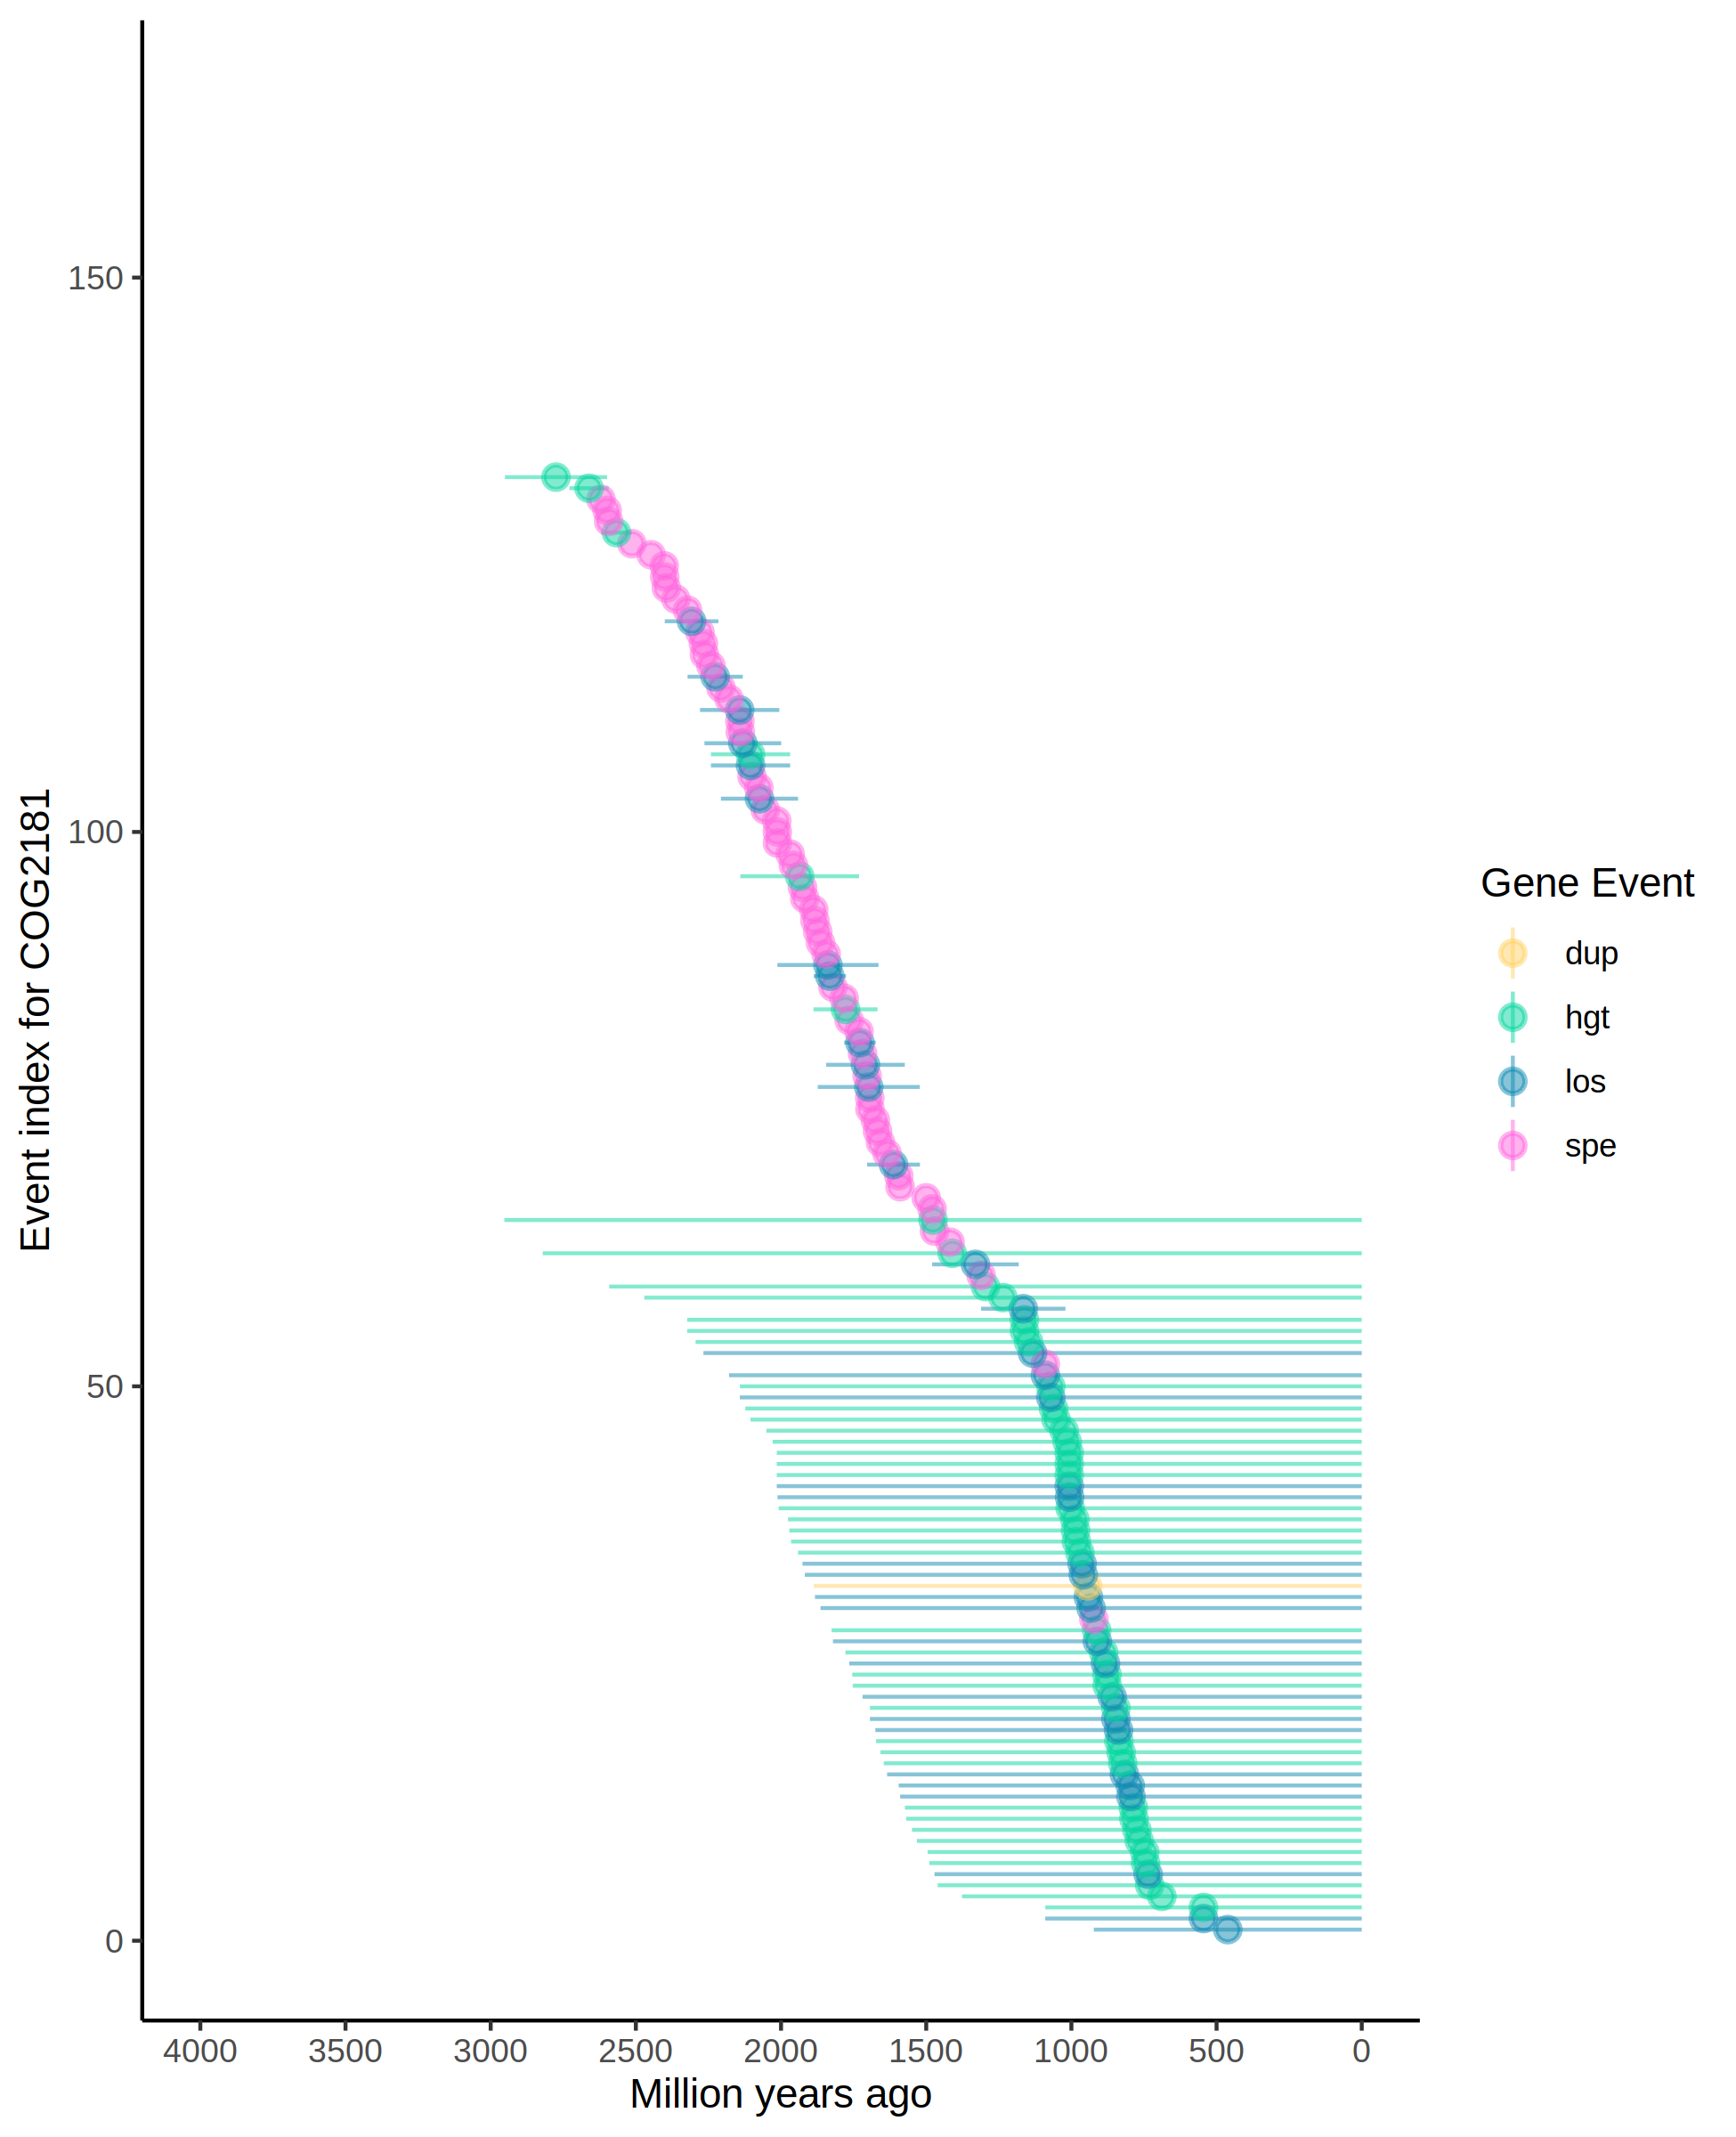 Event index for COG2181
150
100
50
0
4000 3500 3000 2500 2000 1500 1000 500 0
Million years ago
Gene Event
dup
hgt
los
spe